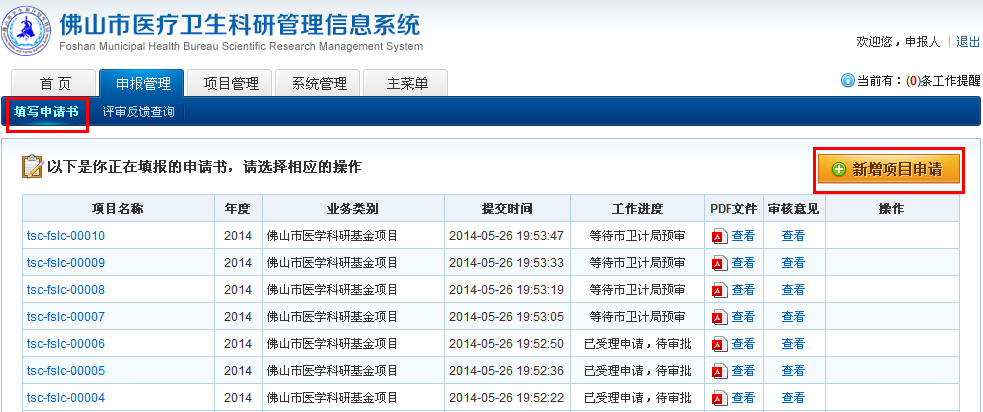 佛山市医疗卫生科研管理信息系统
Foshan Municipal Health Bureau Scientific Research Management System
欢迎您，申报人 | 退出
首 页 申报管理 项目管理 系统管理 主菜单
当前有：(0)条工作提醒
填写申请书 评审反馈查询
以下是你正在填报的申请书，请选择相应的操作
新增项目申请
项目名称 年度 业务类别 提交时间 工作进度 PDF文件 审核意见 操作
tsc-fslc-00010 2014 佛山市医学科研基金项目 2014-05-26 19:53:47 等待市卫计局预审 查看 查看
tsc-fslc-00009 2014 佛山市医学科研基金项目 2014-05-26 19:53:33 等待市卫计局预审 查看 查看
tsc-fslc-00008 2014 佛山市医学科研基金项目 2014-05-26 19:53:19 等待市卫计局预审 查看 查看
tsc-fslc-00007 2014 佛山市医学科研基金项目 2014-05-26 19:53:05 等待市卫计局预审 查看 查看
tsc-fslc-00006 2014 佛山市医学科研基金项目 2014-05-26 19:52:50 已受理申请，待审批 查看 查看
tsc-fslc-00005 2014 佛山市医学科研基金项目 2014-05-26 19:52:36 已受理申请，待审批 查看 查看
tsc-fslc-00004 2014 佛山市医学科研基金项目 2014-05-26 19:52:22 已受理申请，待审批 查看 查看